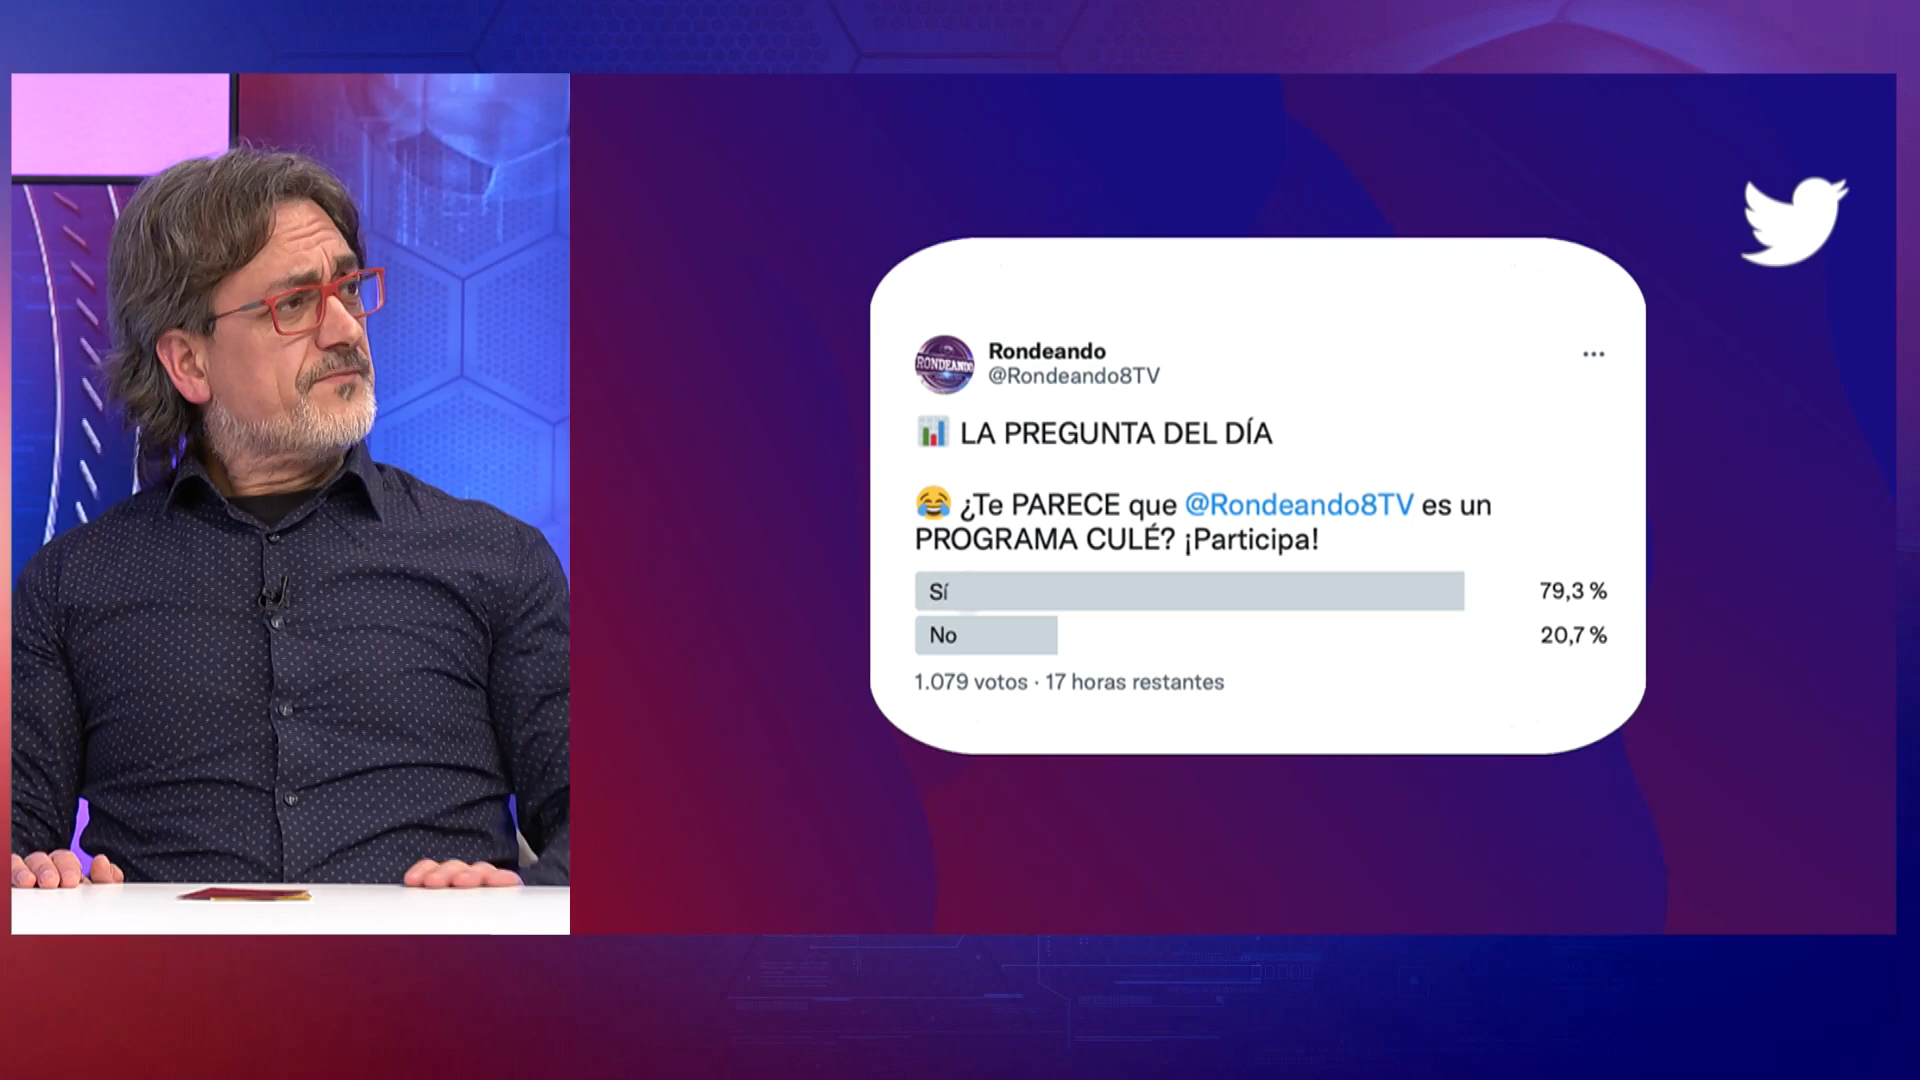 RONDEANDO
Rondeando
@Rondeando8TV
...
📊 LA PREGUNTA DEL DÍA
😂 ¿Te PARECE que @Rondeando8TV es un
PROGRAMA CULÉ? ¡Participa!
Sí 79,3 %
No 20,7 %
1.079 votos · 17 horas restantes